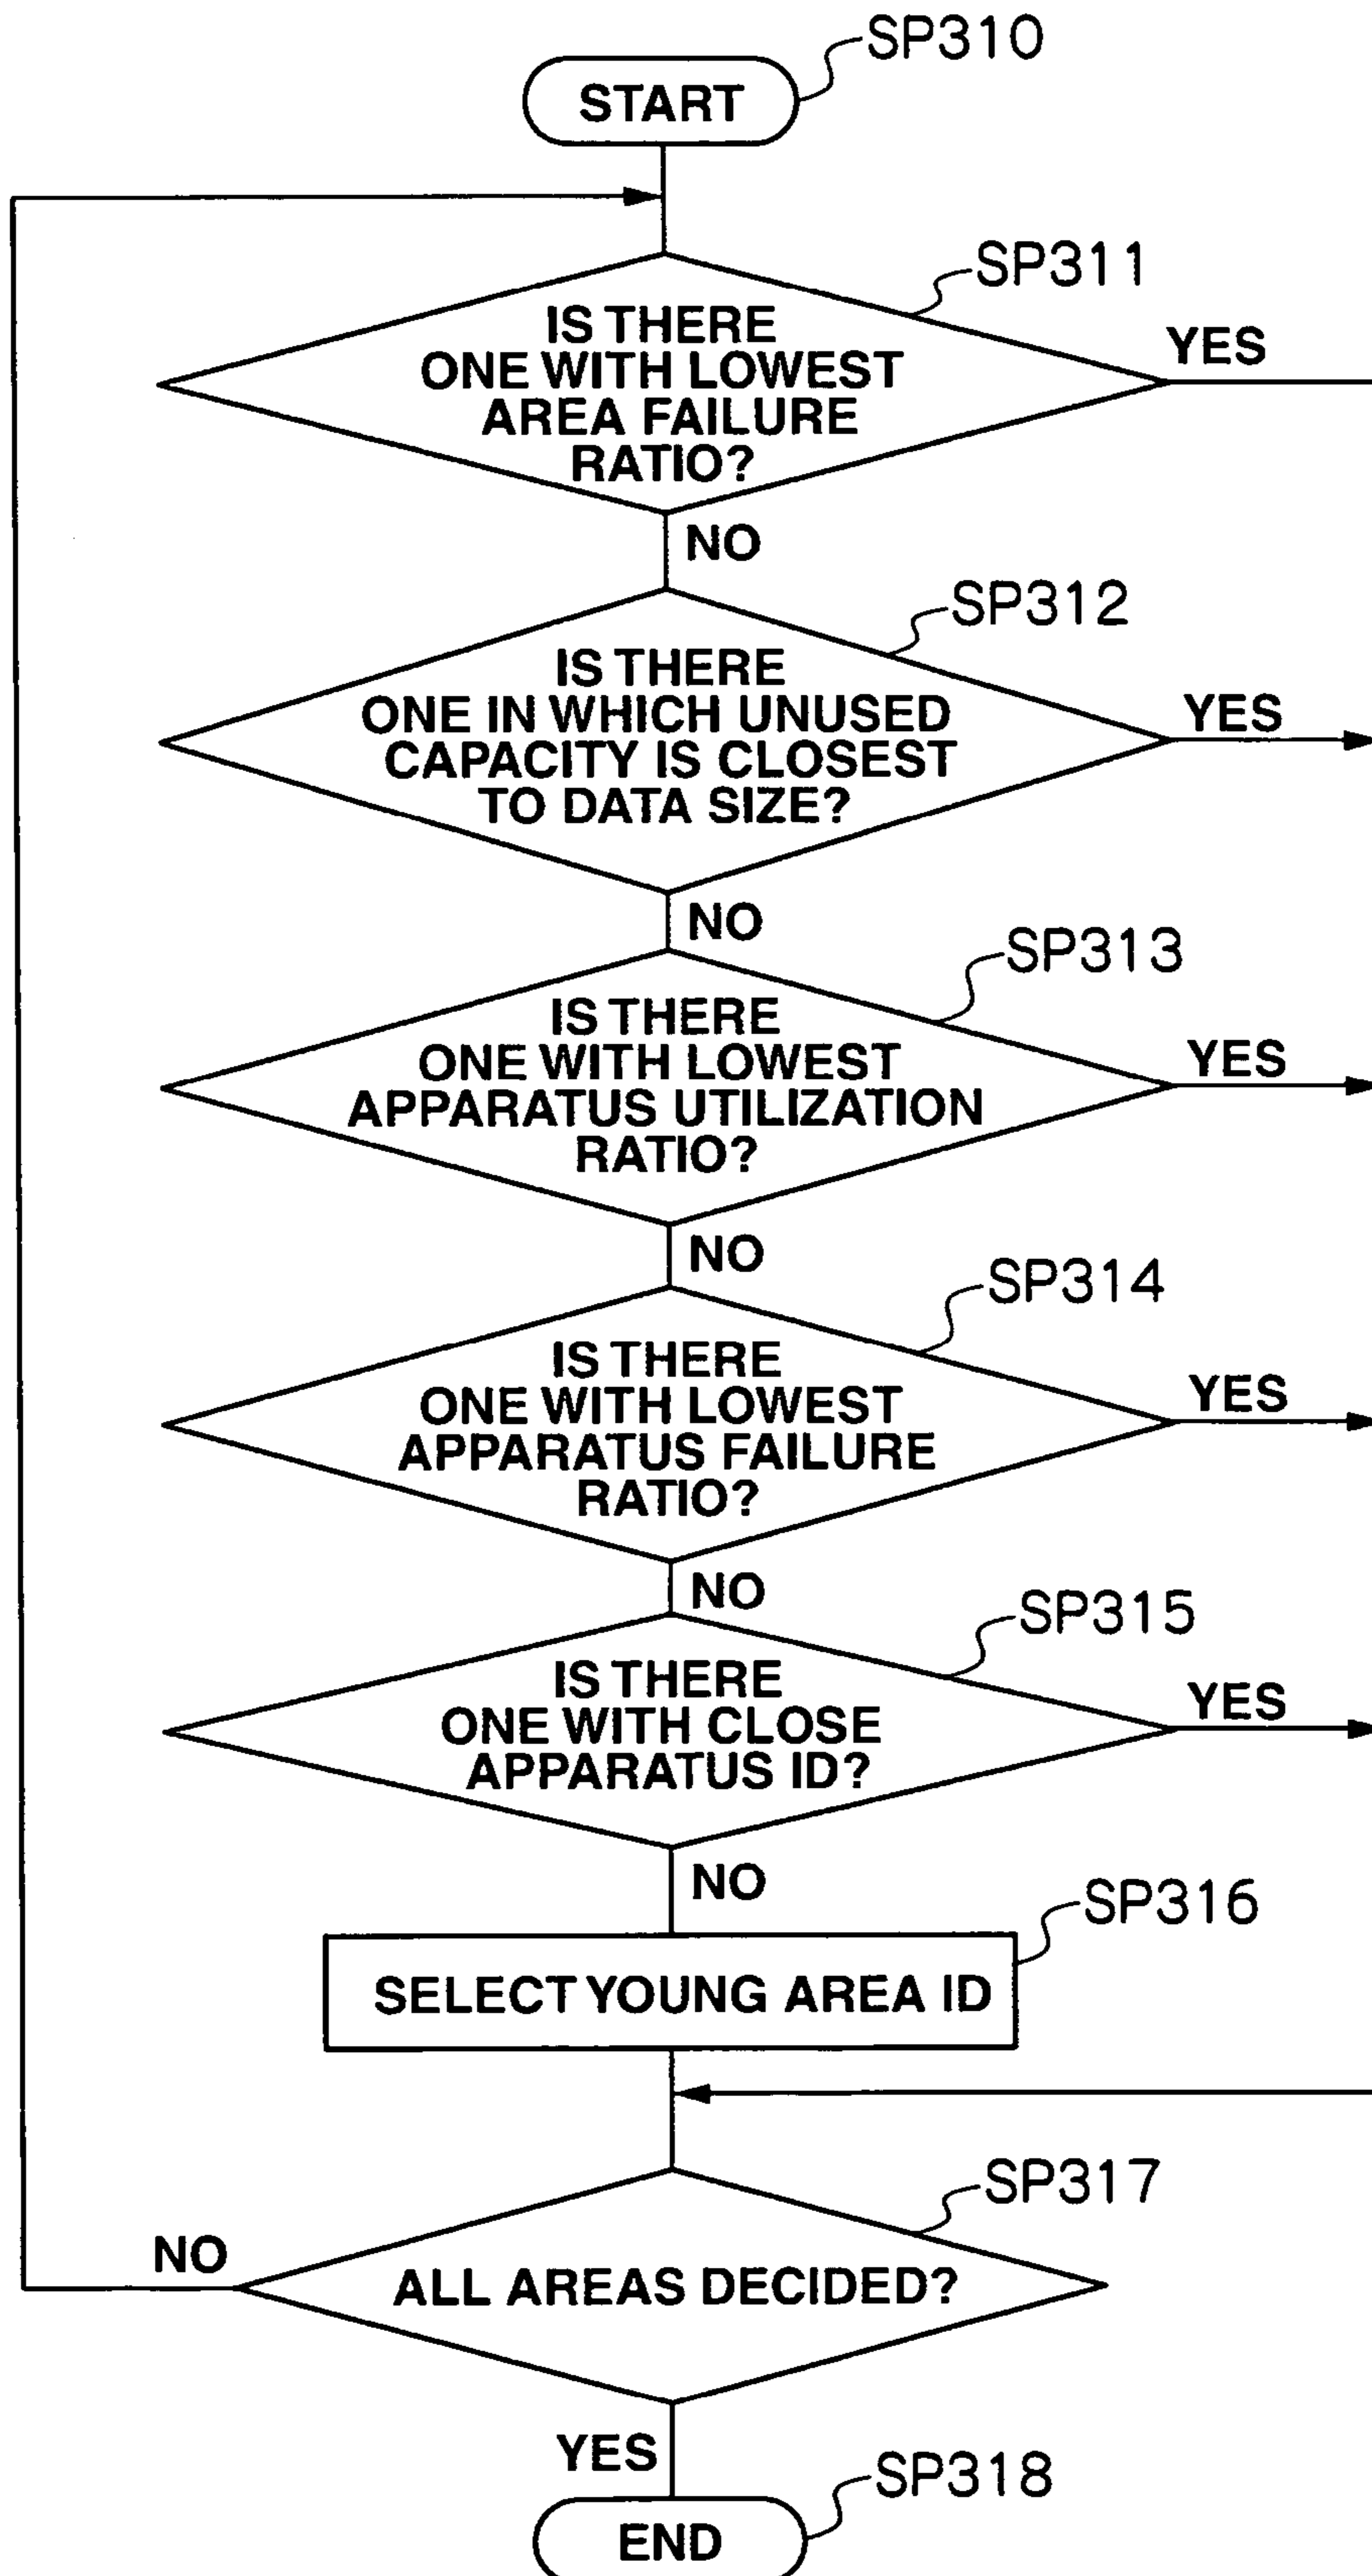 SP310
START
SP311
IS THERE
ONE WITH LOWEST
AREA FAILURE
RATIO?
YES
NO
SP312
IS THERE
ONE IN WHICH UNUSED
CAPACITY IS CLOSEST
TO DATA SIZE?
YES
NO
SP313
IS THERE
ONE WITH LOWEST
APPARATUS UTILIZATION
RATIO?
YES
NO
SP314
IS THERE
ONE WITH LOWEST
APPARATUS FAILURE
RATIO?
YES
NO
SP315
IS THERE
ONE WITH CLOSE
APPARATUS ID?
YES
NO
SP316
SELECT YOUNG AREA ID
SP317
NO
ALL AREAS DECIDED?
YES
SP318
END